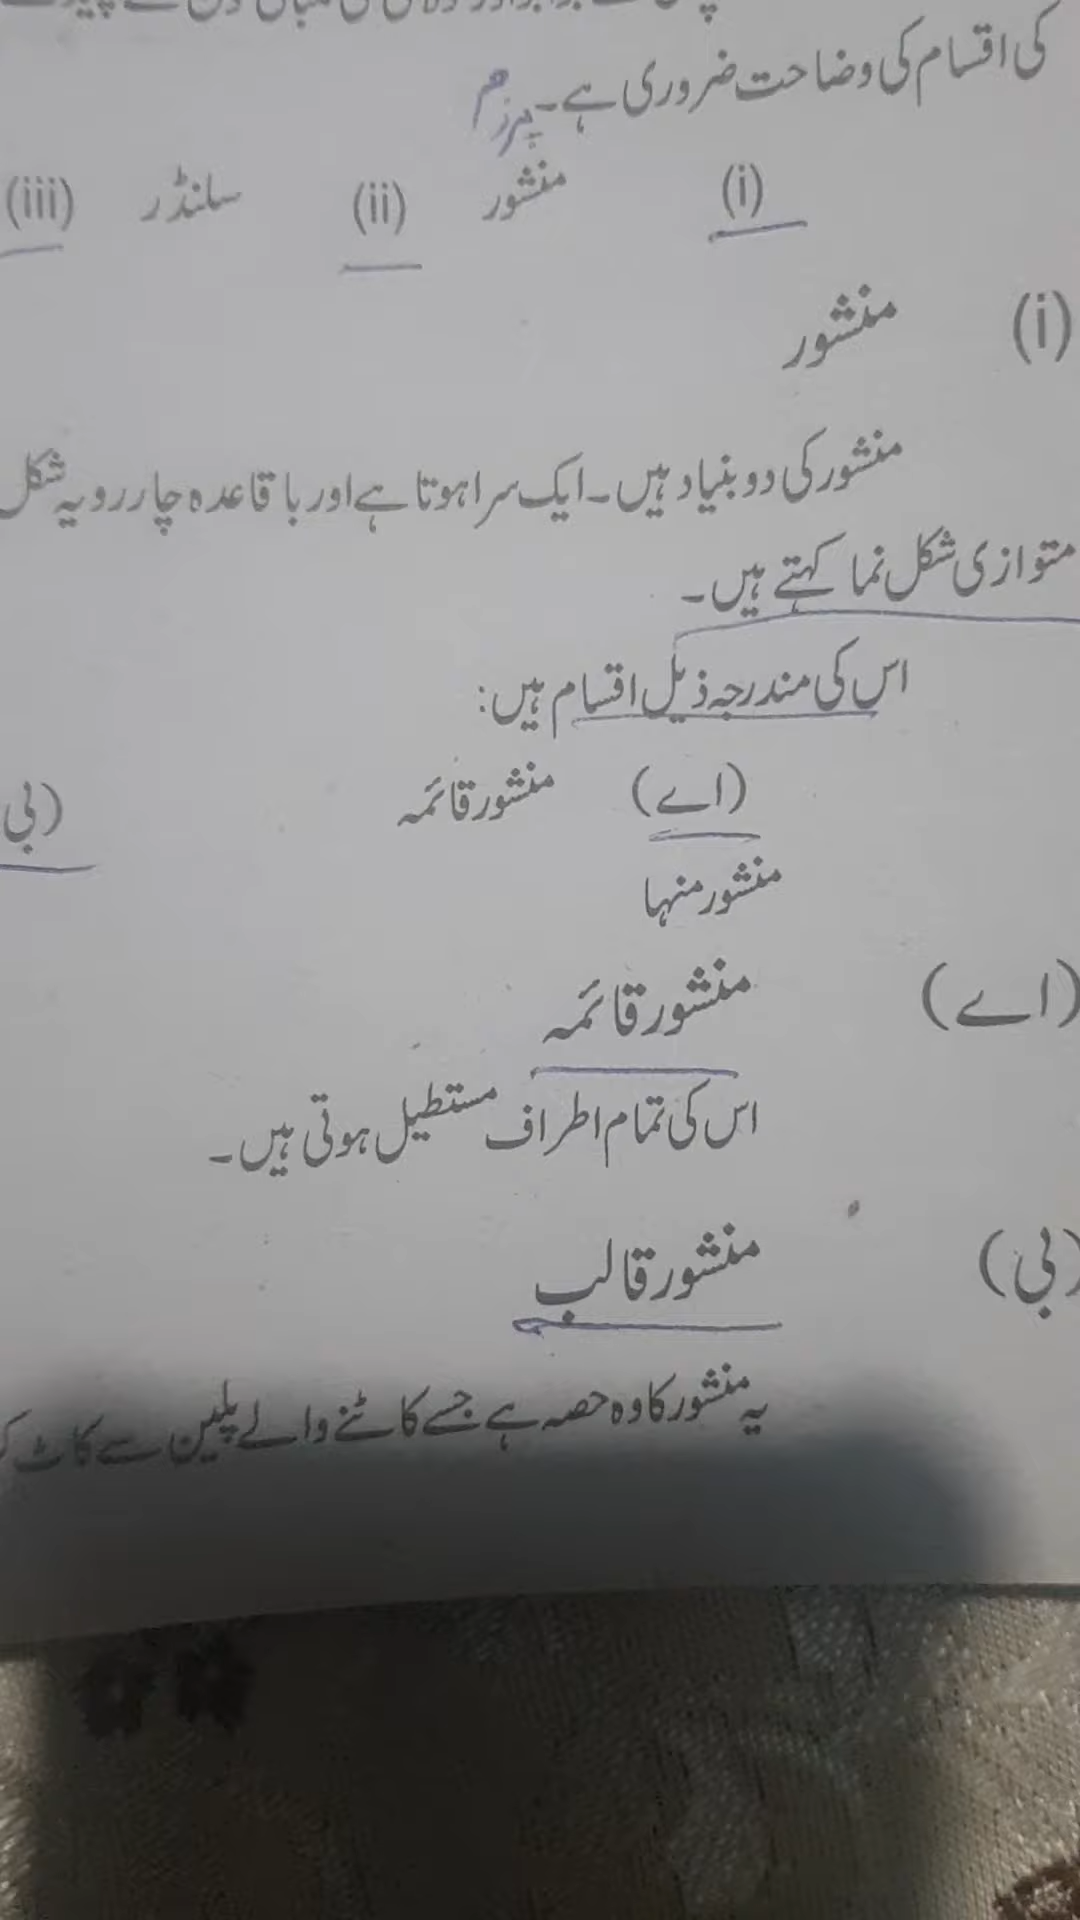 کی اقسام کی وضاحت ضروری ہے۔ پرزم
(i) منشور (ii) سلنڈر (iii)
(i) منشور
منشور کی دو بنیاد ہیں۔ ایک سرا ہوتا ہے اور باقاعدہ چار رویہ شکل
متوازی شکل نما کہتے ہیں۔
اس کی مندرجہ ذیل اقسام ہیں:
(اے) منشور قائمہ (بی
منشور منہا
(اے) منشور قائمہ
اس کی تمام اطراف مستطیل ہوتی ہیں۔
(بی) منشور قالب
یہ منشور کا وہ حصہ ہے جسے کاٹنے والے پلین سے کاٹ